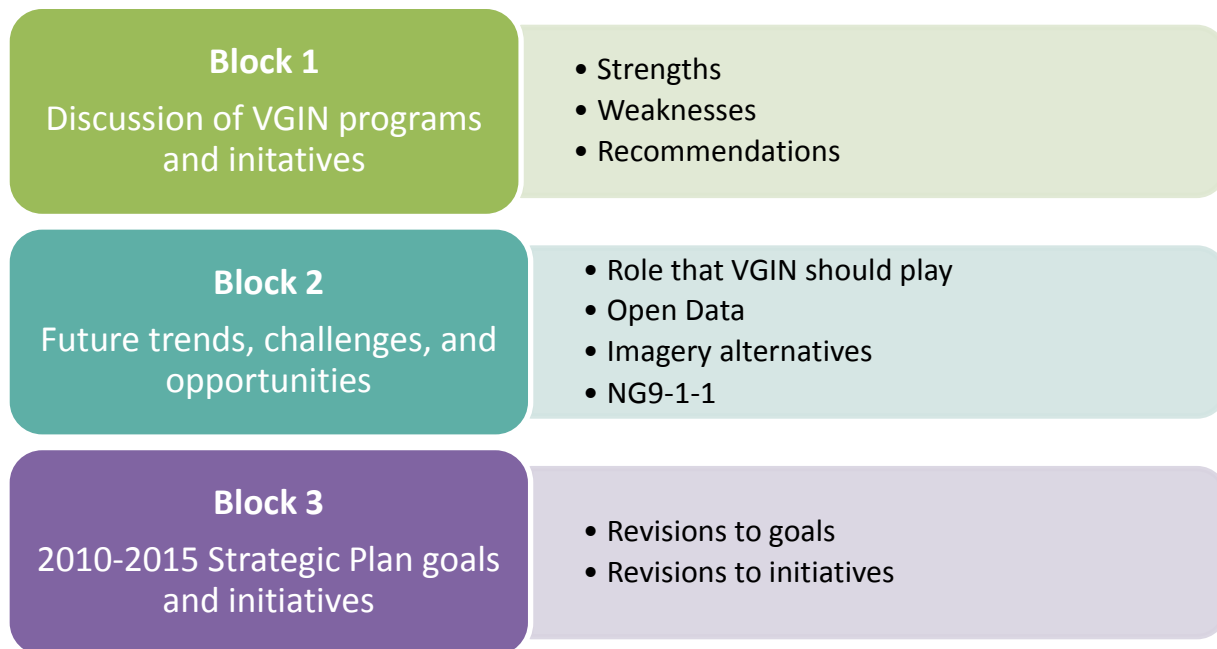 Block 1
Discussion of VGIN programs
and initatives
• Strengths
• Weaknesses
• Recommendations
Block 2
Future trends, challenges, and
opportunities
• Role that VGIN should play
• Open Data
• Imagery alternatives
• NG9-1-1
Block 3
2010-2015 Strategic Plan goals
and initiatives
• Revisions to goals
• Revisions to initiatives